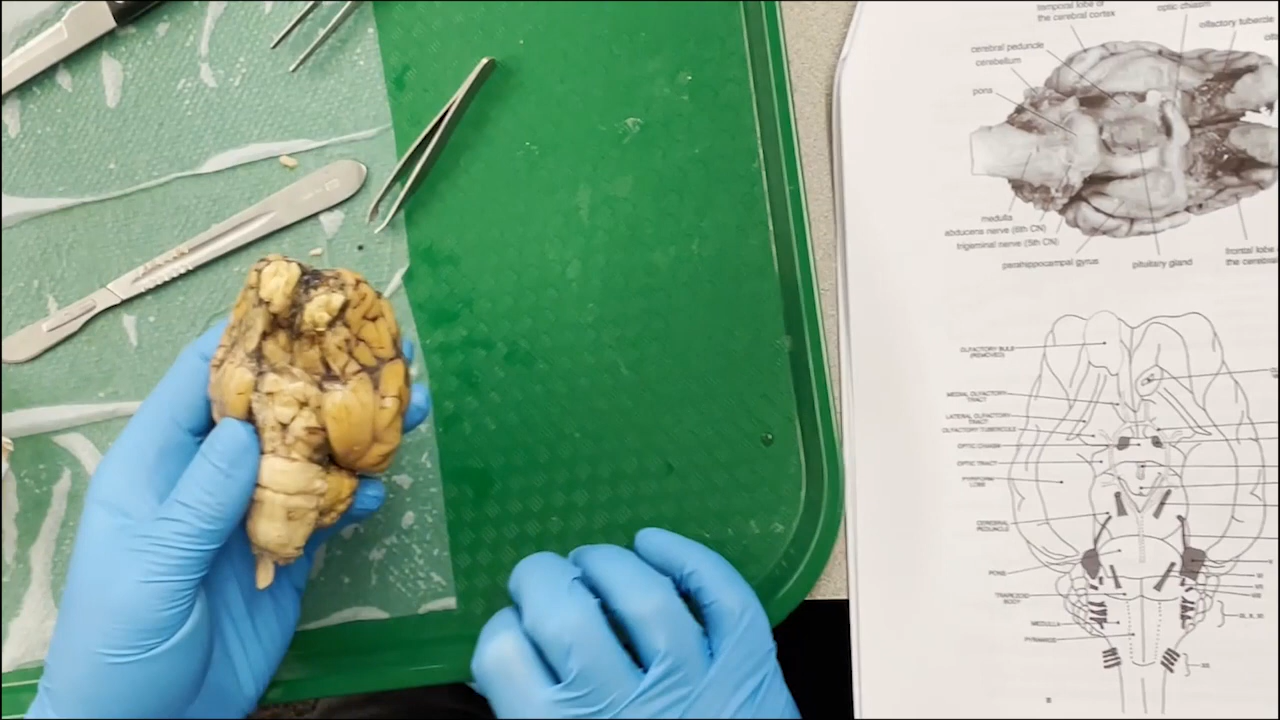 temporal lobe of
the cerebral cortex
optic chiasm
olfactory tubercle
cerebral peduncle
cerebellum
pons
medulla
abducens nerve (6th CN)
trigeminal nerve (5th CN)
parahippocampal gyrus
pituitary gland
frontal lobe
the cerebral
OLFACTORY BULB
(REMOVED)
MEDIAL OLFACTORY
TRACT
LATERAL OLFACTORY
TRACT
OLFACTORY TUBERCLE
OPTIC CHIASM
OPTIC TRACT
PYRIFORM
LOBE
CEREBRAL
PEDUNCLE
PONS
TRAPEZOID
BODY
MEDULLA
PYRAMIDS